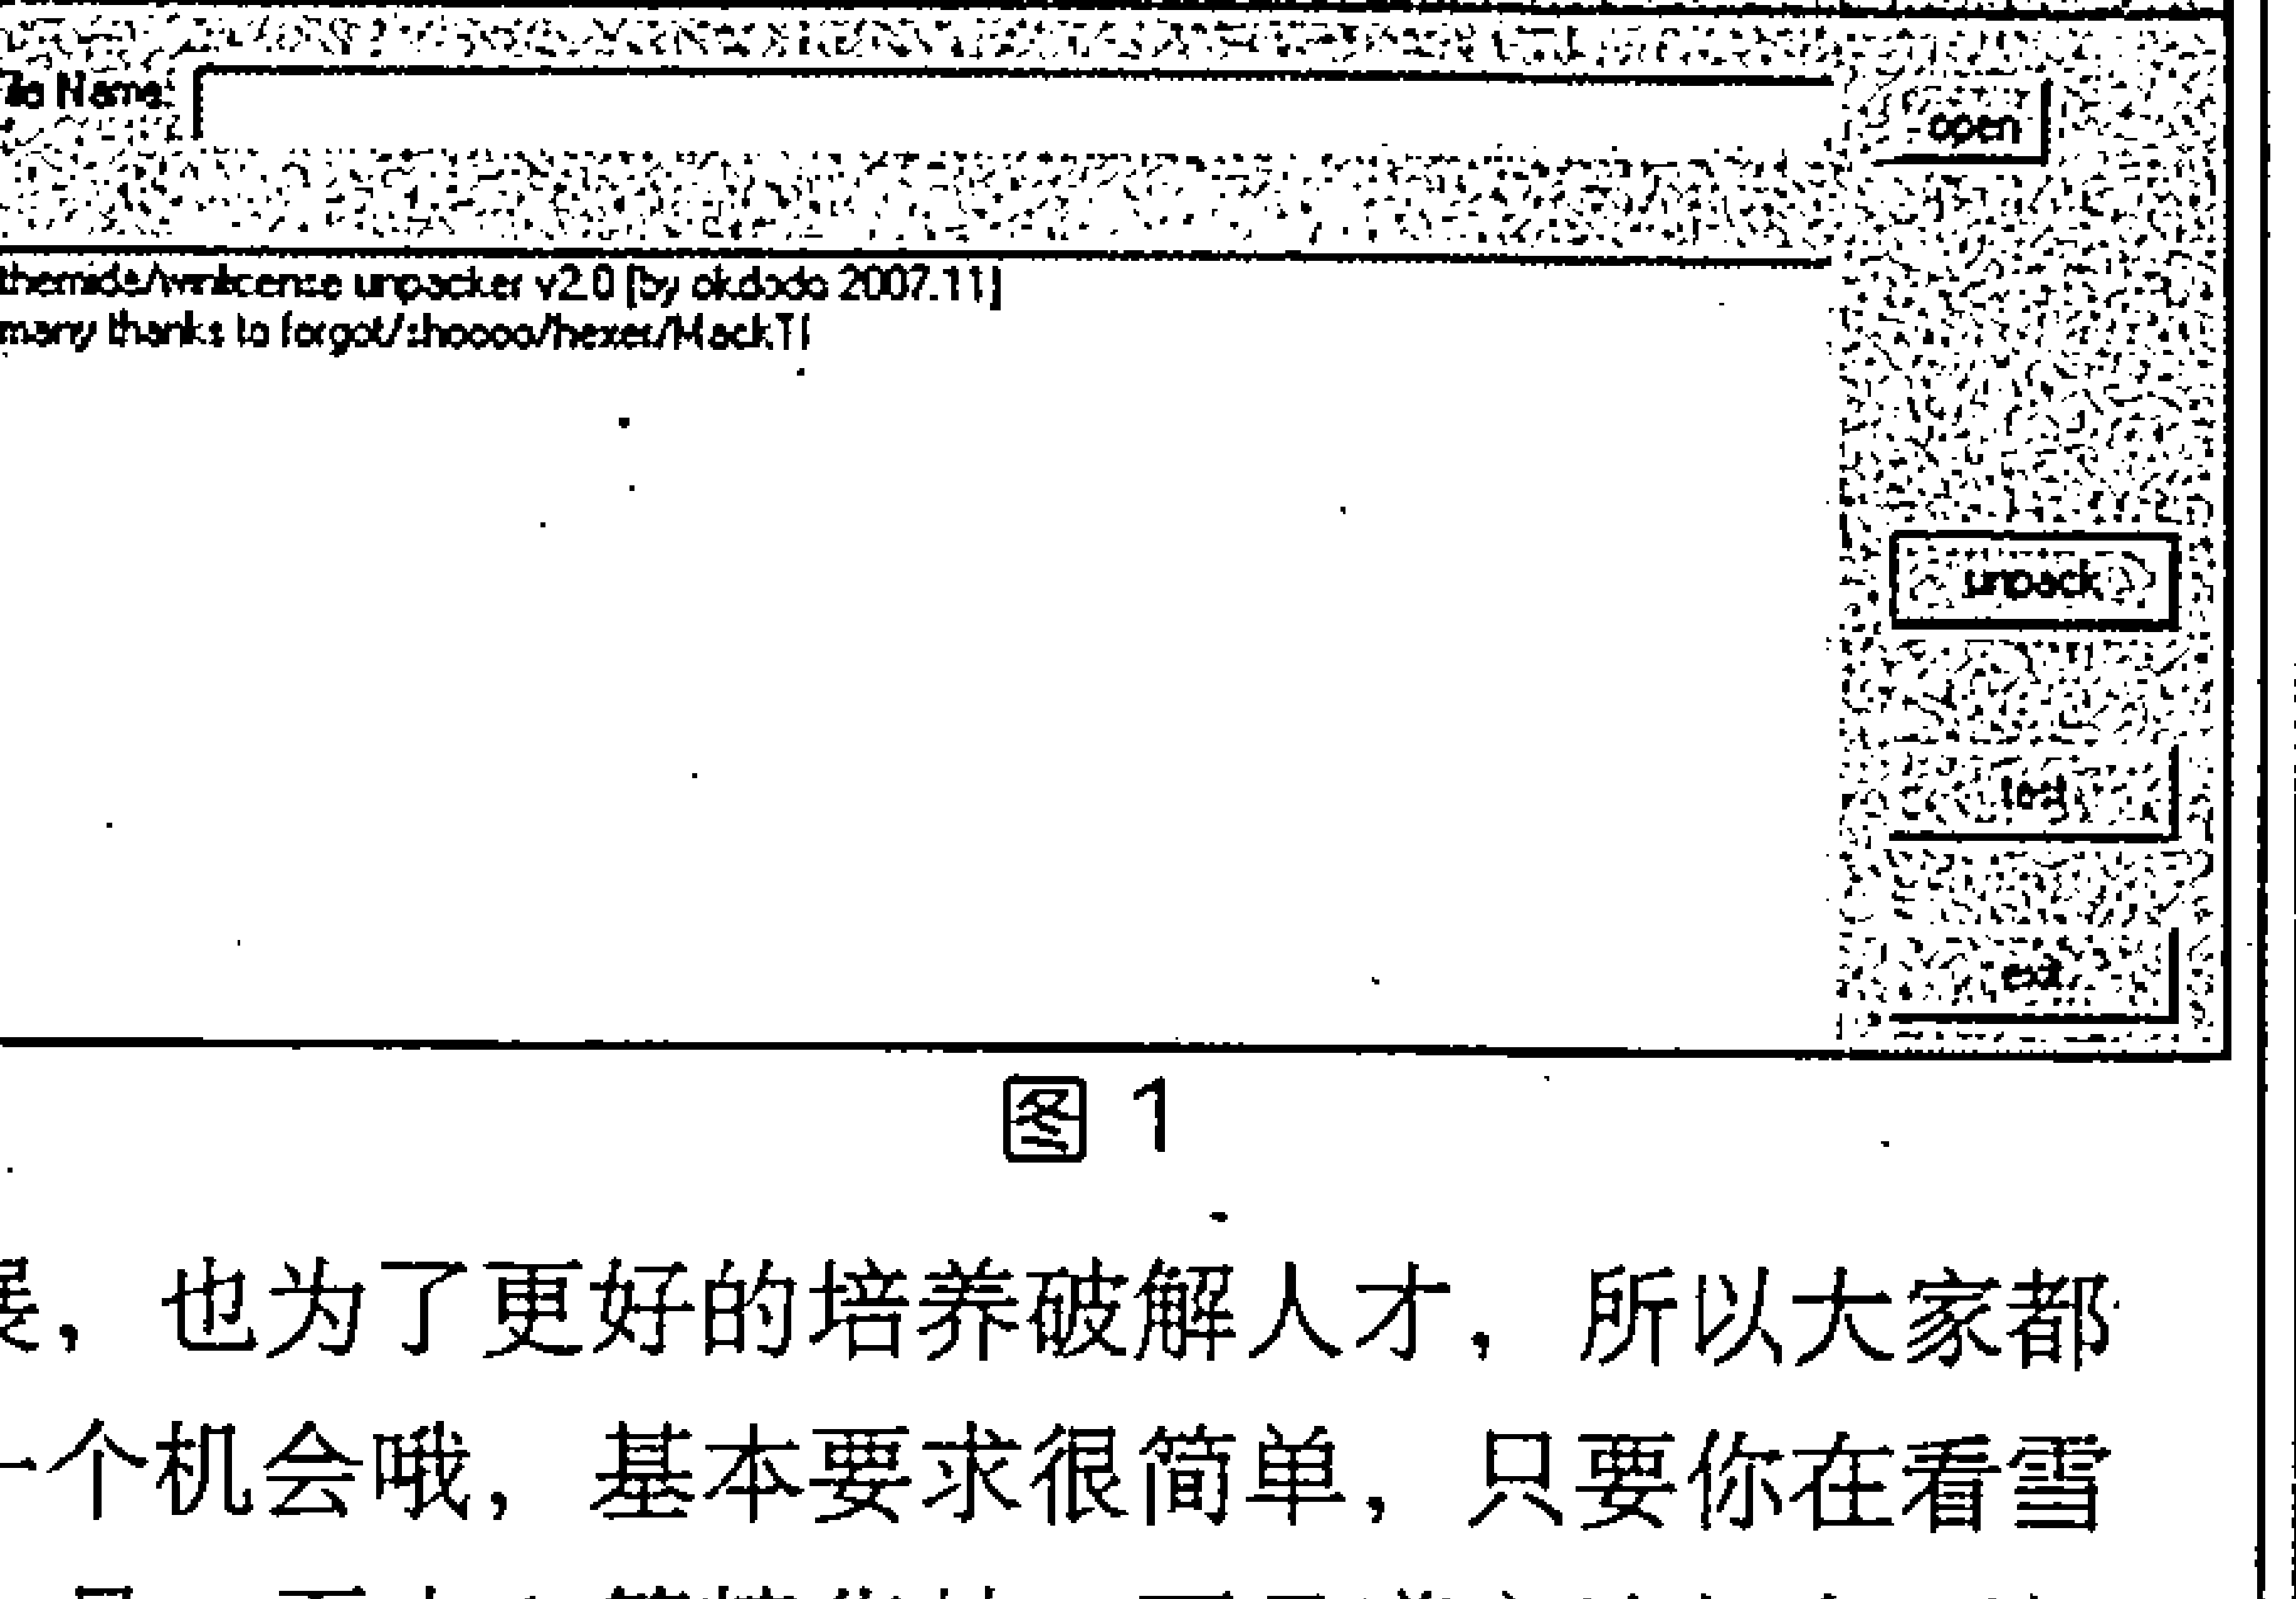 Name:
open
themida/winlicense unpacker v2.0 [by okdodo 2007.11]
many thanks to forgot/shoooo/hexer/MackT
unpack
exit
图 1
展，也为了更好的培养破解人才，所以大家都
一个机会哦，基本要求很简单，只要你在看雪